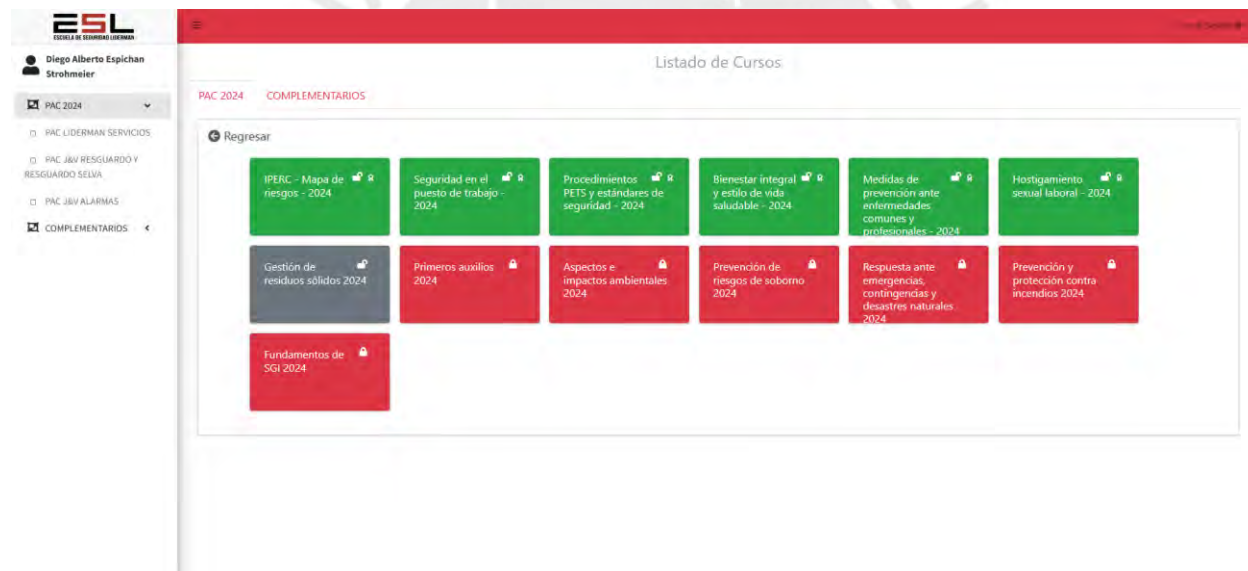 ESL
ESCUELA DE SEGURIDAD LIDERMAN
Diego Alberto Espichan
Strohmeier
PAC 2024
PAC LIDERMAN SERVICIOS
PAC J&V RESGUARDO Y
RESGUARDO SELVA
PAC J&V ALARMAS
COMPLEMENTARIOS
Listado de Cursos
PAC 2024 COMPLEMENTARIOS
Regresar
IPERC - Mapa de
riesgos - 2024
Seguridad en el
puesto de trabajo -
2024
Procedimientos
PETS y estándares de
seguridad - 2024
Bienestar integral
y estilo de vida
saludable - 2024
Medidas de
prevención ante
enfermedades
comunes y
profesionales - 2024
Hostigamiento
sexual laboral - 2024
Gestión de
residuos sólidos 2024
Primeros auxilios
2024
Aspectos e
impactos ambientales
2024
Prevención de
riesgos de soborno
2024
Respuesta ante
emergencias,
contingencias y
desastres naturales
2024
Prevención y
protección contra
incendios 2024
Fundamentos de
SGI 2024